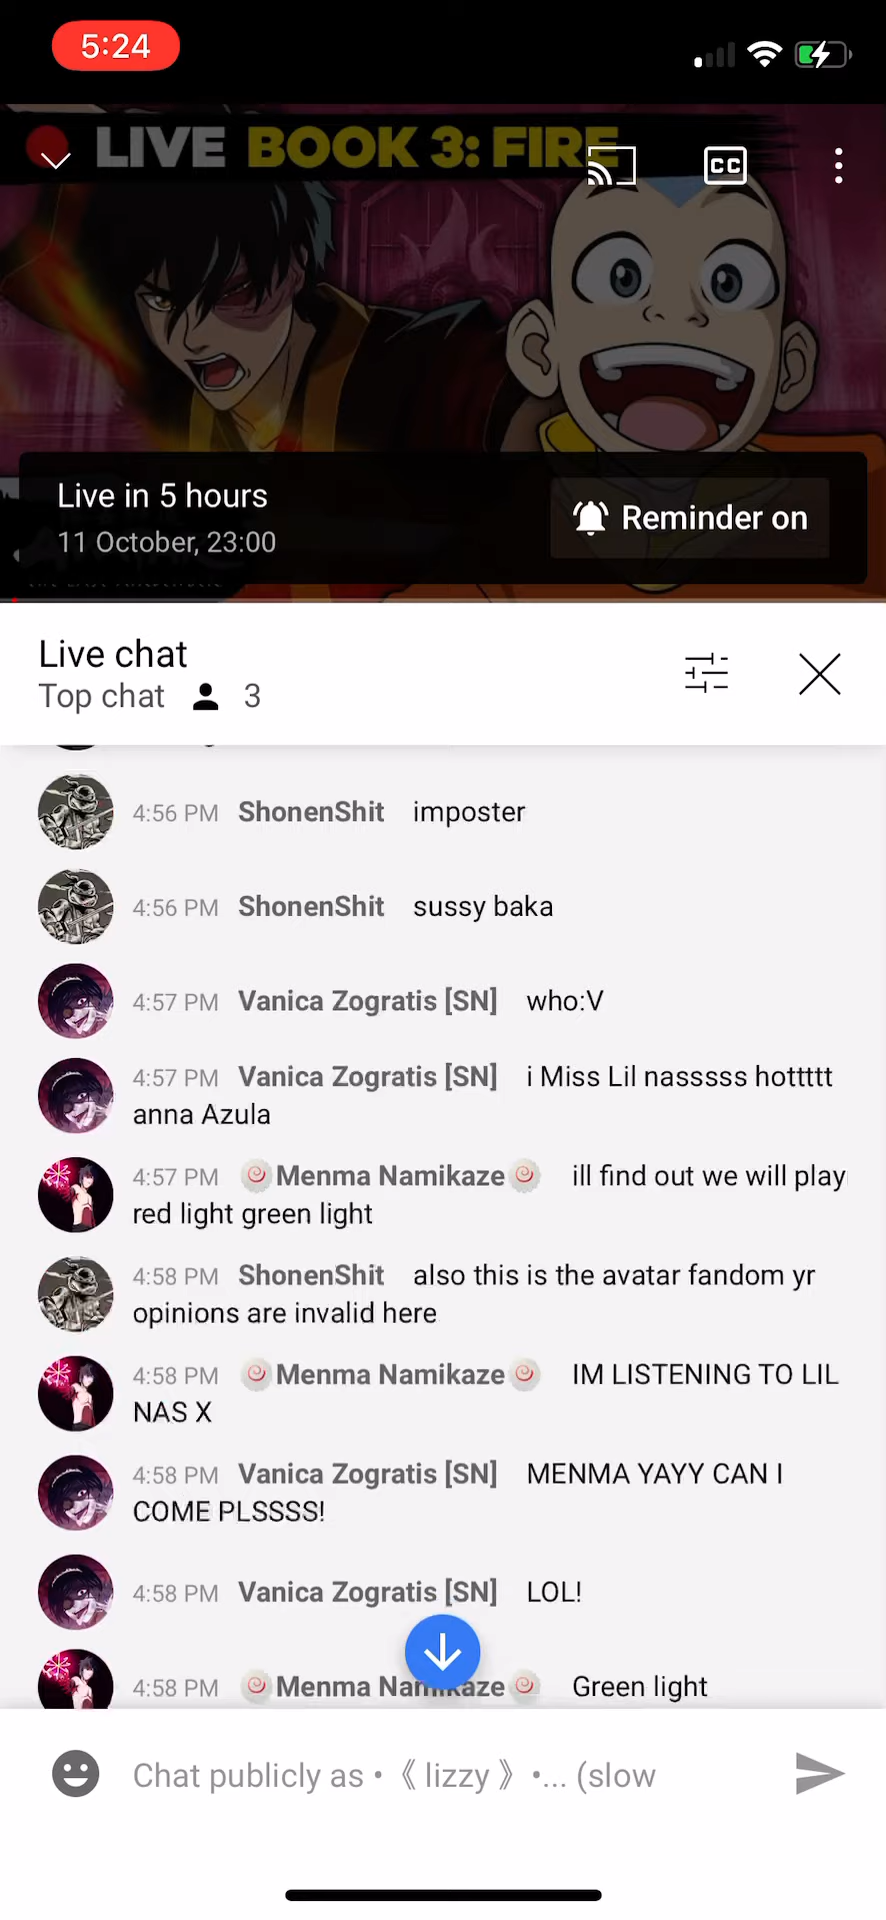 5:24
LIVE BOOK 3: FIRE
CC
Live in 5 hours
11 October, 23:00
Reminder on
Live chat
Top chat 3
4:56 PM ShonenShit imposter
4:56 PM ShonenShit sussy baka
4:57 PM Vanica Zogratis [SN] who:V
4:57 PM Vanica Zogratis [SN] i Miss Lil nasssss hottttt
anna Azula
4:57 PM 🍥Menma Namikaze🍥 ill find out we will play
red light green light
4:58 PM ShonenShit also this is the avatar fandom yr
opinions are invalid here
4:58 PM 🍥Menma Namikaze🍥 IM LISTENING TO LIL
NAS X
4:58 PM Vanica Zogratis [SN] MENMA YAYY CAN I
COME PLSSSS!
4:58 PM Vanica Zogratis [SN] LOL!
4:58 PM 🍥Menma Namikaze🍥 Green light
Chat publicly as •《 lizzy 》•... (slow